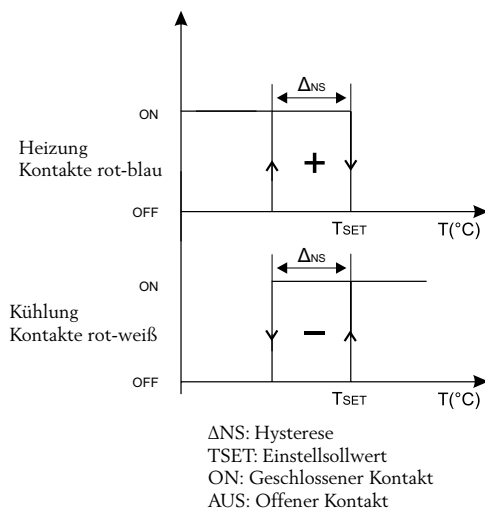 ΔNS
ON
Heizung
Kontakte rot-blau
+
OFF
TSET
T(°C)
ΔNS
ON
Kühlung
Kontakte rot-weiß
−
OFF
TSET
T(°C)
ΔNS: Hysterese
TSET: Einstellsollwert
ON: Geschlossener Kontakt
AUS: Offener Kontakt